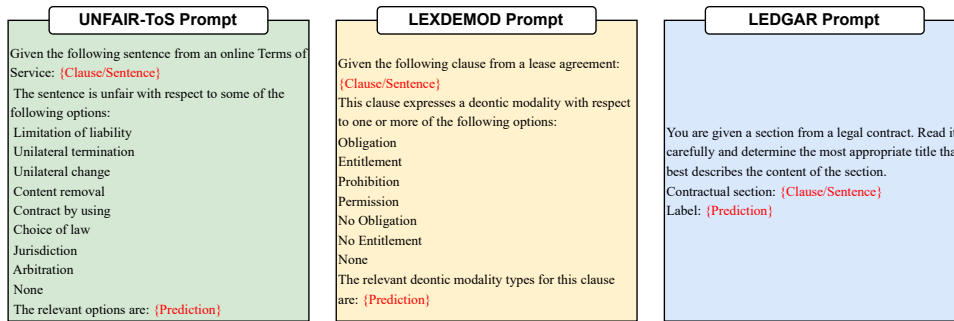 UNFAIR-ToS Prompt
Given the following sentence from an online Terms of
Service: {Clause/Sentence}
The sentence is unfair with respect to some of the
following options:
Limitation of liability
Unilateral termination
Unilateral change
Content removal
Contract by using
Choice of law
Jurisdiction
Arbitration
None
The relevant options are: {Prediction}
LEXDEMOD Prompt
Given the following clause from a lease agreement:
{Clause/Sentence}
This clause expresses a deontic modality with respect
to one or more of the following options:
Obligation
Entitlement
Prohibition
Permission
No Obligation
No Entitlement
None
The relevant deontic modality types for this clause
are: {Prediction}
LEDGAR Prompt
You are given a section from a legal contract. Read it
carefully and determine the most appropriate title tha
best describes the content of the section.
Contractual section: {Clause/Sentence}
Label: {Prediction}